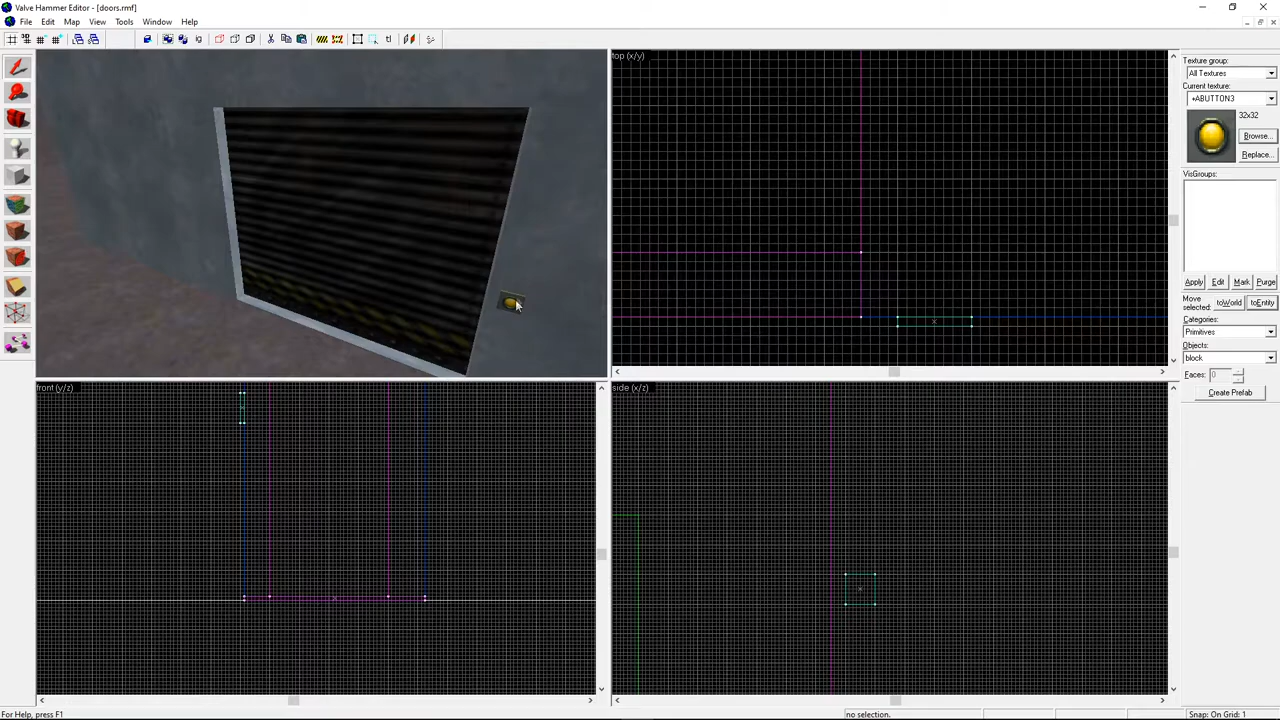 Valve Hammer Editor - [doors.rmf]
File Edit Map View Tools Window Help
top (x/y)
front (y/z)
side (x/z)
Texture group:
All Textures
Current texture:
+ABUTTON3
32x32
Browse...
Replace...
VisGroups:
Apply Edit Mark Purge
Move
selected:
toWorld toEntity
Categories:
Primitives
Objects:
block
Faces: 0
Create Prefab
For Help, press F1
no selection.
Snap: On Grid: 1